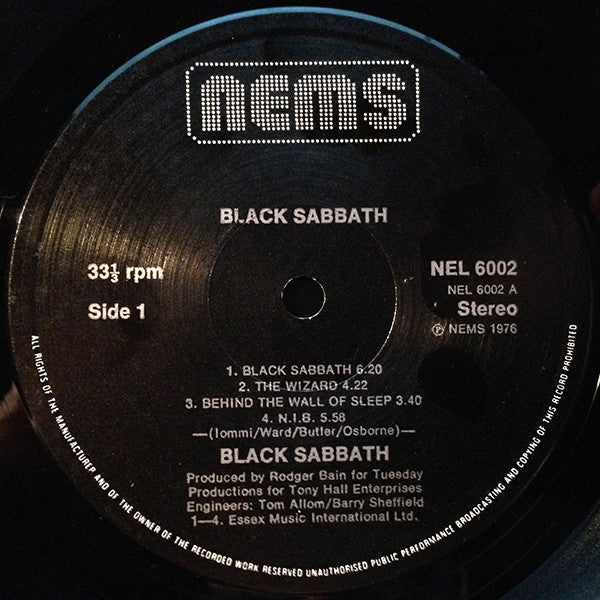 nems
BLACK SABBATH
33⅓ rpm
Side 1
NEL 6002
NEL 6002 A
Stereo
Ⓟ NEMS 1976
1. BLACK SABBATH 6.20
2. THE WIZARD 4.22
3. BEHIND THE WALL OF SLEEP 3.40
4. N.I.B. 5.58
—(Iommi/Ward/Butler/Osborne)—
BLACK SABBATH
Produced by Rodger Bain for Tuesday
Productions for Tony Hall Enterprises
Engineers: Tom Allom/Barry Sheffield
1—4. Essex Music International Ltd.
ALL RIGHTS OF THE MANUFACTURER AND OF THE OWNER OF THE RECORDED WORK RESERVED UNAUTHORISED PUBLIC PERFORMANCE BROADCASTING AND COPYING OF THIS RECORD PROHIBITED